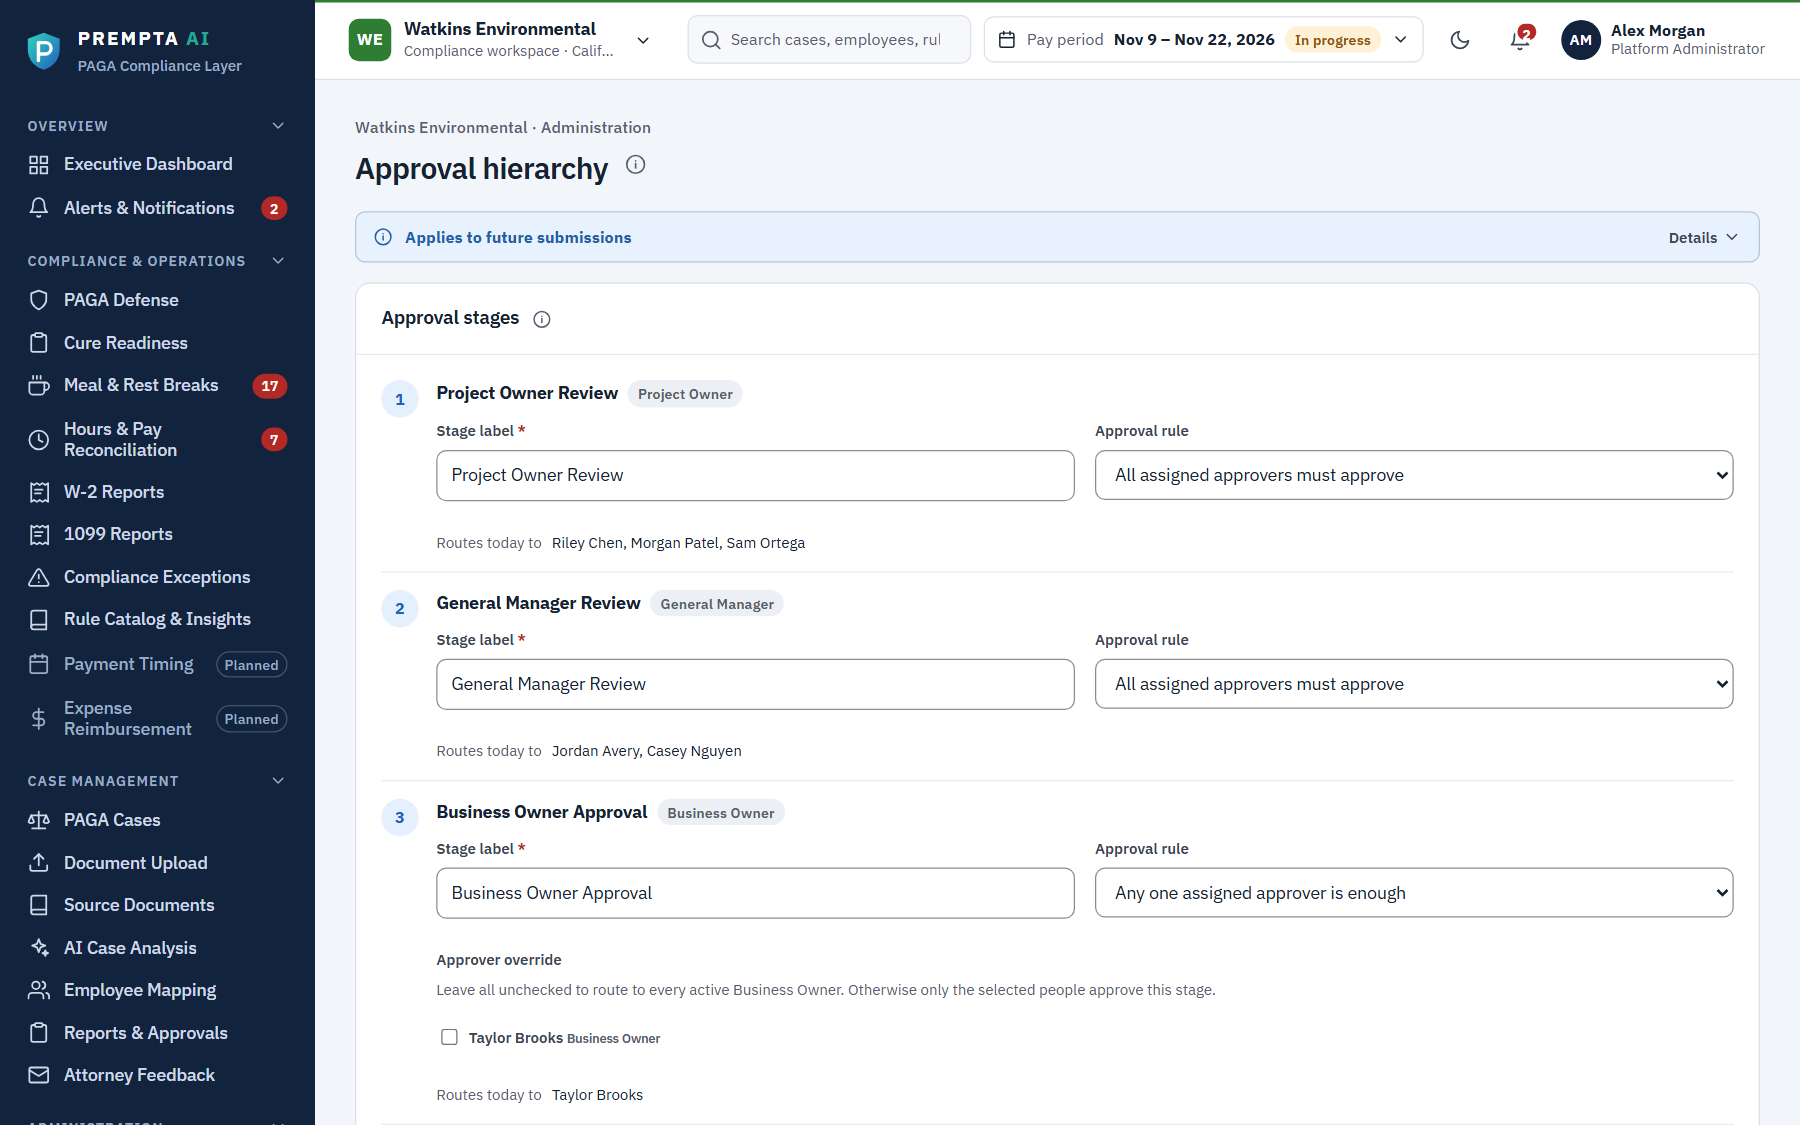 PREMPTA AI
PAGA Compliance Layer
OVERVIEW
Executive Dashboard
Alerts & Notifications 2
COMPLIANCE & OPERATIONS
PAGA Defense
Cure Readiness
Meal & Rest Breaks 17
Hours & Pay
Reconciliation 7
W-2 Reports
1099 Reports
Compliance Exceptions
Rule Catalog & Insights
Payment Timing Planned
Expense
Reimbursement Planned
CASE MANAGEMENT
PAGA Cases
Document Upload
Source Documents
AI Case Analysis
Employee Mapping
Reports & Approvals
Attorney Feedback
WE
Watkins Environmental
Compliance workspace · Calif...
Search cases, employees, rul
Pay period Nov 9 – Nov 22, 2026 In progress
2
AM
Alex Morgan
Platform Administrator
Watkins Environmental · Administration
Approval hierarchy
Applies to future submissions Details
Approval stages
1 Project Owner Review Project Owner
Stage label * Approval rule
Project Owner Review All assigned approvers must approve
Routes today to Riley Chen, Morgan Patel, Sam Ortega
2 General Manager Review General Manager
Stage label * Approval rule
General Manager Review All assigned approvers must approve
Routes today to Jordan Avery, Casey Nguyen
3 Business Owner Approval Business Owner
Stage label * Approval rule
Business Owner Approval Any one assigned approver is enough
Approver override
Leave all unchecked to route to every active Business Owner. Otherwise only the selected people approve this stage.
Taylor Brooks Business Owner
Routes today to Taylor Brooks